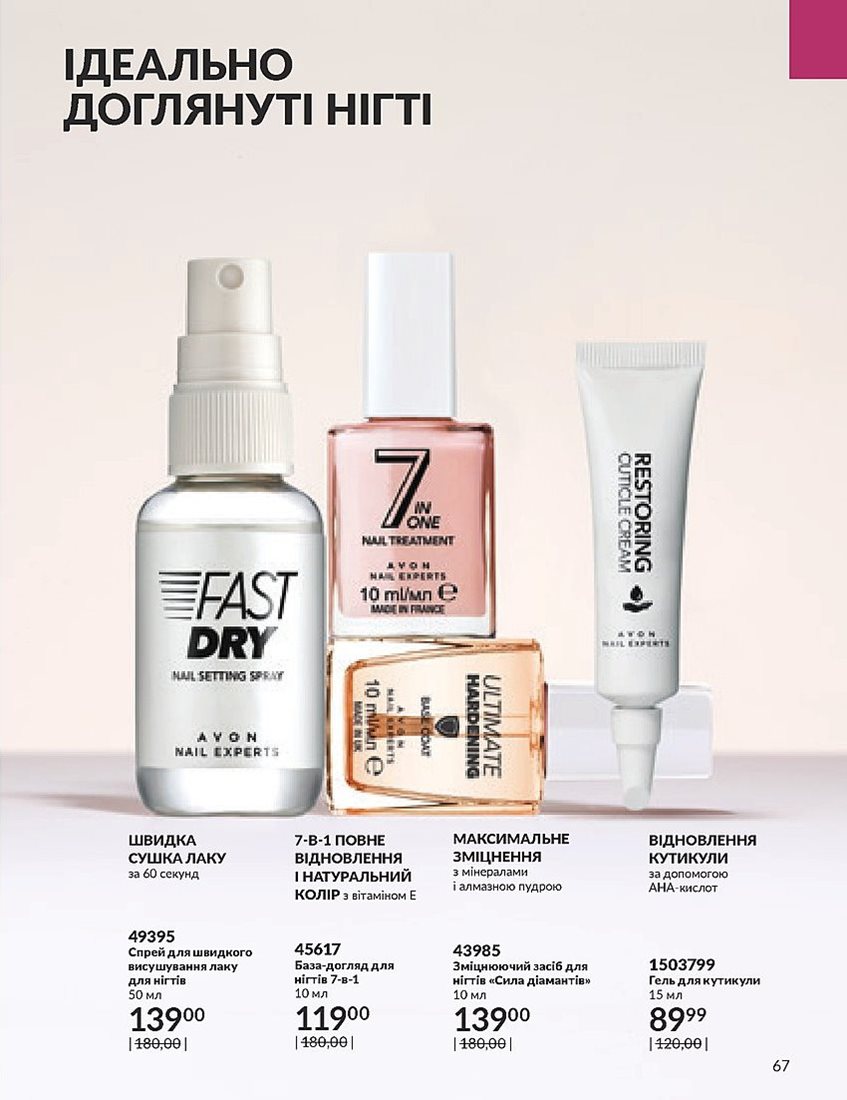 ІДЕАЛЬНО
ДОГЛЯНУТІ НІГТІ
FAST
DRY
NAIL SETTING SPRAY
AVON
NAIL EXPERTS
7
IN
ONE
NAIL TREATMENT
AVON
NAIL EXPERTS
10 ml/мл e
MADE IN FRANCE
ULTIMATE
HARDENING
BASE COAT
AVON
NAIL EXPERTS
10 ml/мл e
MADE IN UK
RESTORING
CUTICLE CREAM
AVON
NAIL EXPERTS
ШВИДКА
СУШКА ЛАКУ
за 60 секунд
49395
Спрей для швидкого
висушування лаку
для нігтів
50 мл
139⁰⁰
|180,00|
7-В-1 ПОВНЕ
ВІДНОВЛЕННЯ
І НАТУРАЛЬНИЙ
КОЛІР з вітаміном Е
45617
База-догляд для
нігтів 7-в-1
10 мл
119⁰⁰
|180,00|
МАКСИМАЛЬНЕ
ЗМІЦНЕННЯ
з мінералами
і алмазною пудрою
43985
Зміцнюючий засіб для
нігтів «Сила діамантів»
10 мл
139⁰⁰
|180,00|
ВІДНОВЛЕННЯ
КУТИКУЛИ
за допомогою
АНА-кислот
1503799
Гель для кутикули
15 мл
89⁹⁹
|120,00|
67